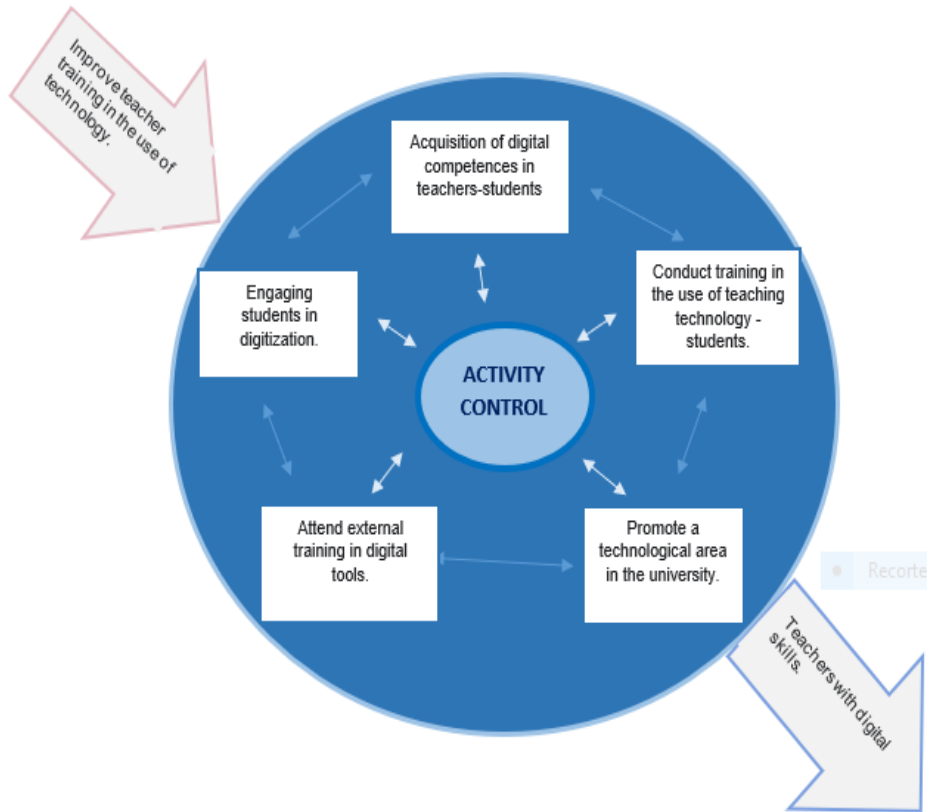 Improve teacher
training in the use of
technology.
Acquisition of digital
competences in
teachers-students
Engaging
students in
digitization.
Conduct training in
the use of teaching
technology -
students.
ACTIVITY
CONTROL
Attend external
training in digital
tools.
Promote a
technological area
in the university.
Recorte
Teachers with digital
skills.